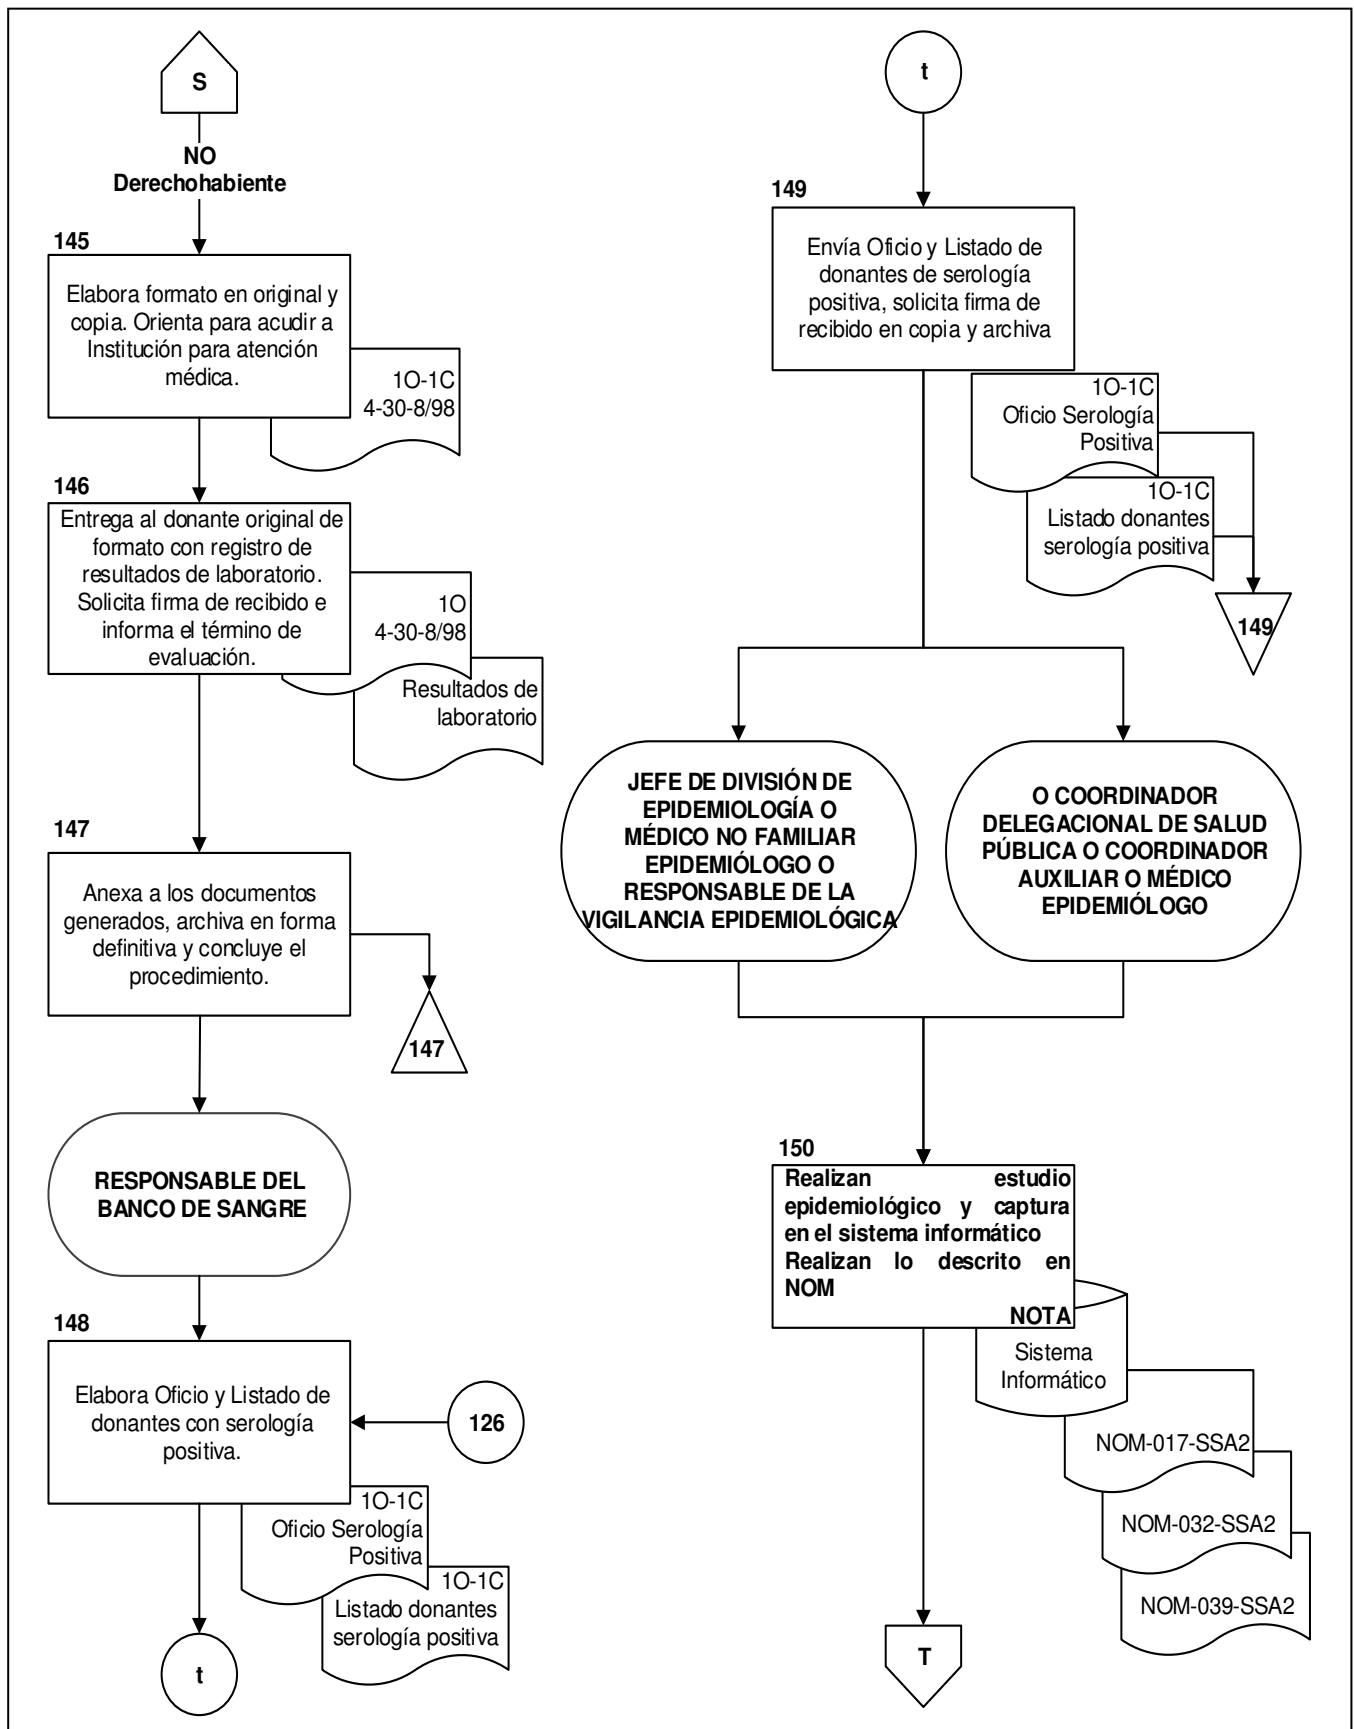 S
NO
Derechohabiente
145
Elabora formato en original y
copia. Orienta para acudir a
Institución para atención
médica.
1O-1C
4-30-8/98
146
Entrega al donante original de
formato con registro de
resultados de laboratorio.
Solicita firma de recibido e
informa el término de
evaluación.
1O
4-30-8/98
Resultados de
laboratorio
147
Anexa a los documentos
generados, archiva en forma
definitiva y concluye el
procedimiento.
147
RESPONSABLE DEL
BANCO DE SANGRE
148
Elabora Oficio y Listado de
donantes con serología
positiva.
126
1O-1C
Oficio Serología
Positiva
1O-1C
Listado donantes
serología positiva
t
t
149
Envía Oficio y Listado de
donantes de serología
positiva, solicita firma de
recibido en copia y archiva
1O-1C
Oficio Serología
Positiva
1O-1C
Listado donantes
serología positiva
149
JEFE DE DIVISIÓN DE
EPIDEMIOLOGÍA O
MÉDICO NO FAMILIAR
EPIDEMIÓLOGO O
RESPONSABLE DE LA
VIGILANCIA EPIDEMIOLÓGICA
O COORDINADOR
DELEGACIONAL DE SALUD
PÚBLICA O COORDINADOR
AUXILIAR O MÉDICO
EPIDEMIÓLOGO
150
Realizan estudio
epidemiológico y captura
en el sistema informático
Realizan lo descrito en
NOM
NOTA
Sistema
Informático
NOM-017-SSA2
NOM-032-SSA2
NOM-039-SSA2
T